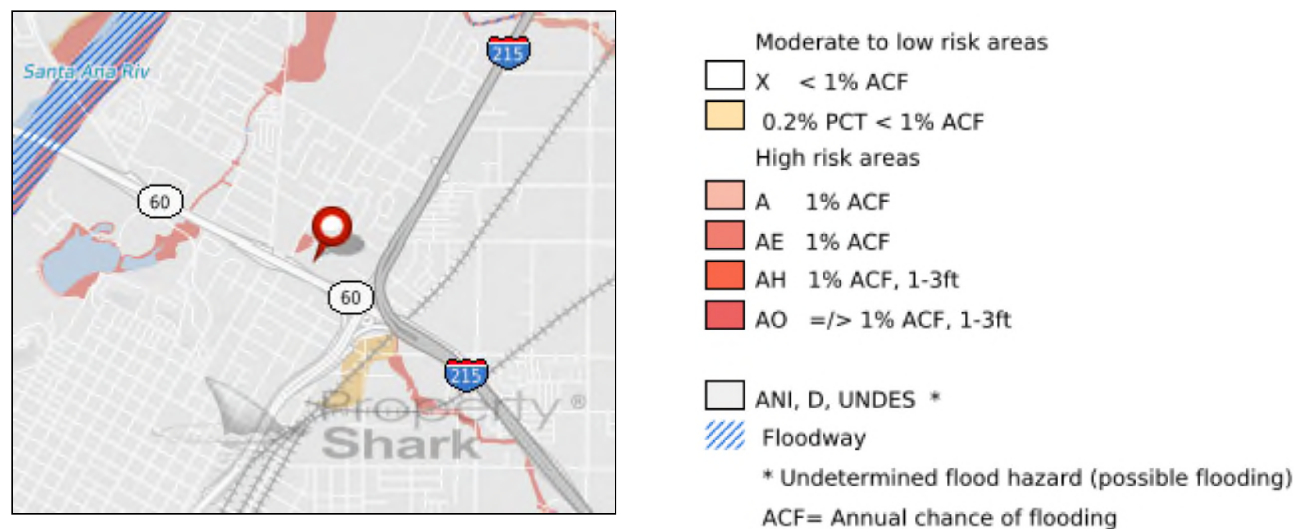 Santa Ana Riv
215
60
60
215
Property ®
Shark
Moderate to low risk areas
X < 1% ACF
0.2% PCT < 1% ACF
High risk areas
A 1% ACF
AE 1% ACF
AH 1% ACF, 1-3ft
AO =/> 1% ACF, 1-3ft
ANI, D, UNDES *
Floodway
* Undetermined flood hazard (possible flooding)
ACF= Annual chance of flooding